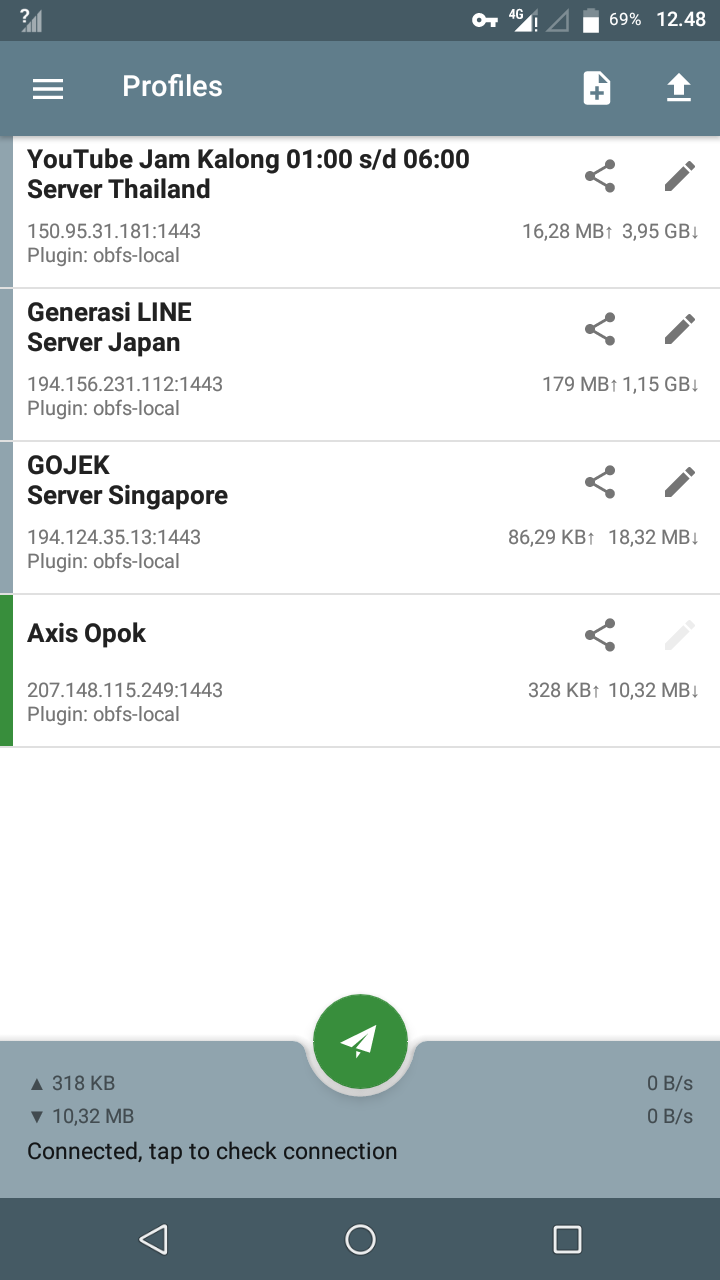 ?
4G
69%
12.48
Profiles
YouTube Jam Kalong 01:00 s/d 06:00
Server Thailand
150.95.31.181:1443
16,28 MB↑ 3,95 GB↓
Plugin: obfs-local
Generasi LINE
Server Japan
194.156.231.112:1443
179 MB↑ 1,15 GB↓
Plugin: obfs-local
GOJEK
Server Singapore
194.124.35.13:1443
86,29 KB↑ 18,32 MB↓
Plugin: obfs-local
Axis Opok
207.148.115.249:1443
328 KB↑ 10,32 MB↓
Plugin: obfs-local
▲ 318 KB
0 B/s
▼ 10,32 MB
0 B/s
Connected, tap to check connection